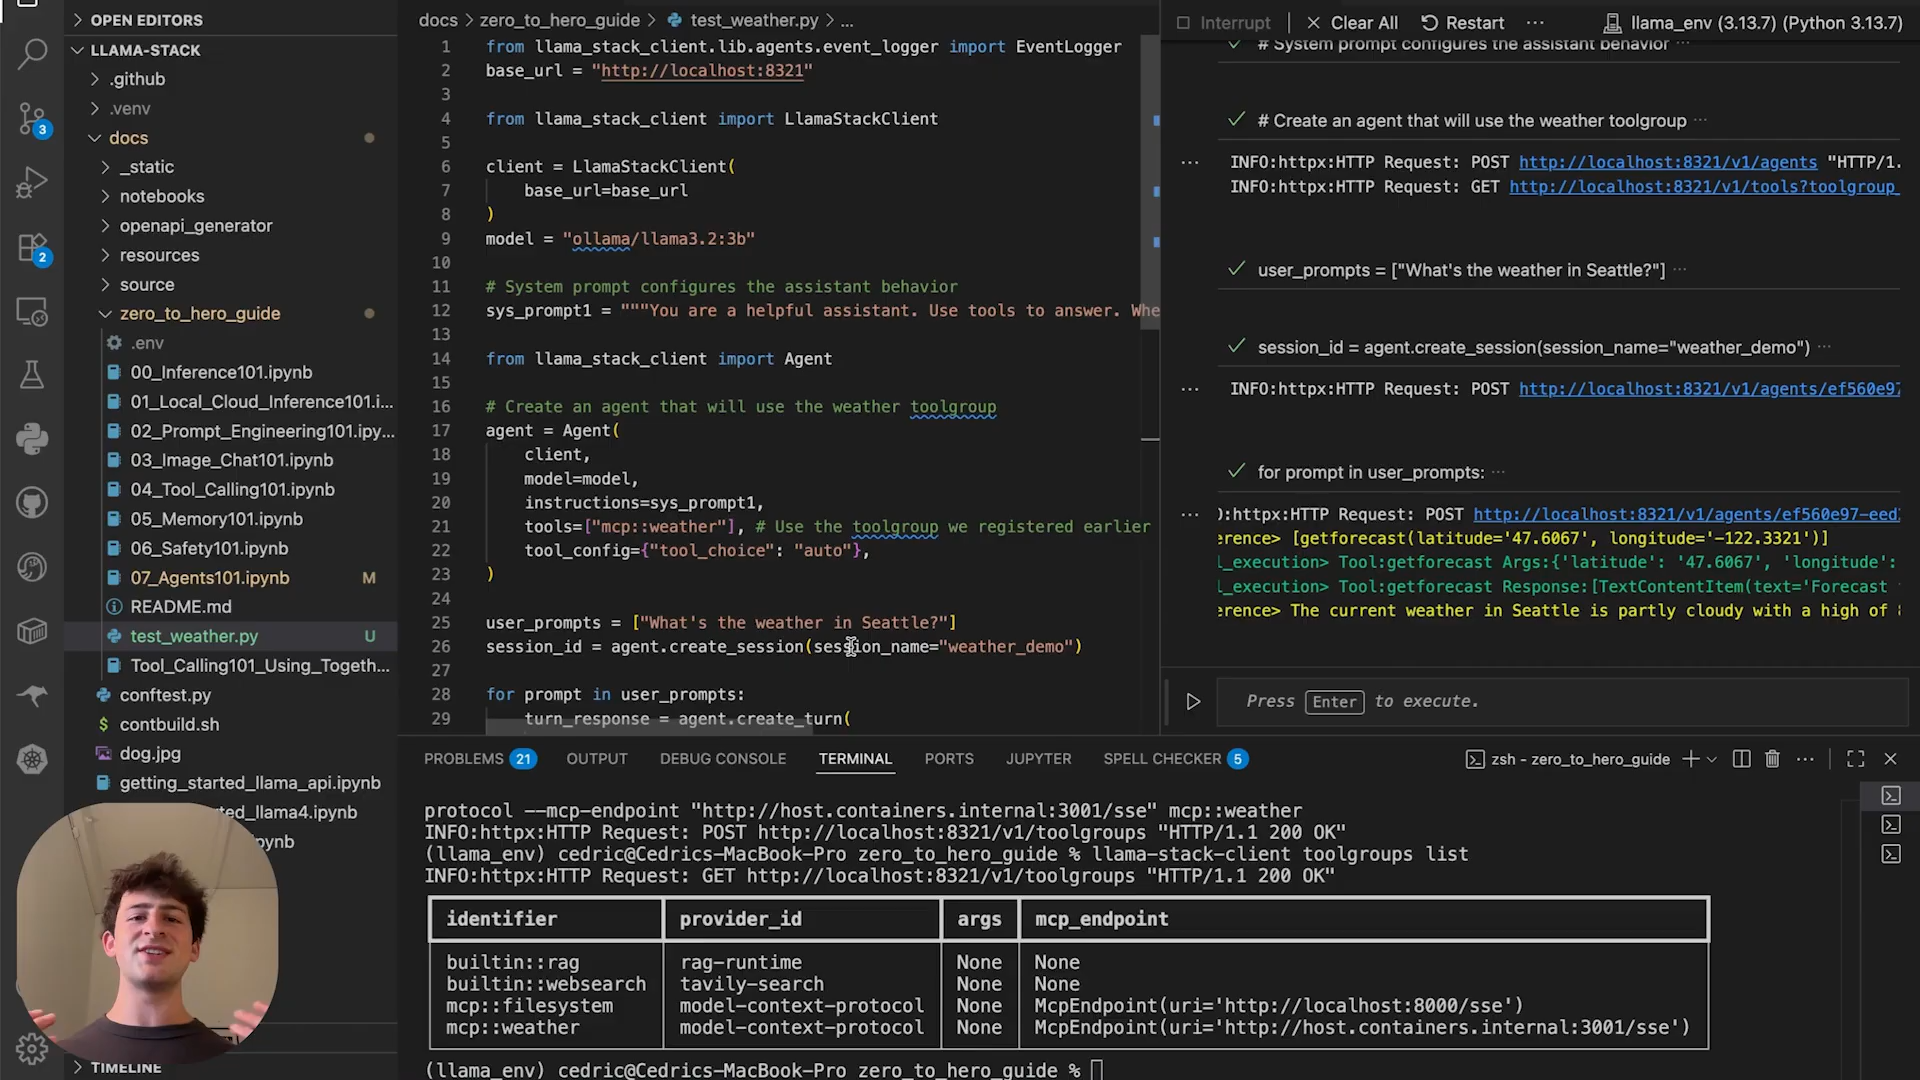 OPEN EDITORS
LLAMA-STACK
.github
.venv
docs
_static
notebooks
openapi_generator
resources
source
zero_to_hero_guide
.env
00_Inference101.ipynb
01_Local_Cloud_Inference101.i...
02_Prompt_Engineering101.ipy...
03_Image_Chat101.ipynb
04_Tool_Calling101.ipynb
05_Memory101.ipynb
06_Safety101.ipynb
07_Agents101.ipynb M
README.md
test_weather.py U
Tool_Calling101_Using_Togeth...
conftest.py
contbuild.sh
dog.jpg
getting_started_llama_api.ipynb
ted_llama4.ipynb
ynb
TIMELINE
3
2
docs > zero_to_hero_guide > test_weather.py > ...
1 from llama_stack_client.lib.agents.event_logger import EventLogger
2 base_url = "http://localhost:8321"
3
4 from llama_stack_client import LlamaStackClient
5
6 client = LlamaStackClient(
7 base_url=base_url
8 )
9 model = "ollama/llama3.2:3b"
10
11 # System prompt configures the assistant behavior
12 sys_prompt1 = """You are a helpful assistant. Use tools to answer. Whe
13
14 from llama_stack_client import Agent
15
16 # Create an agent that will use the weather toolgroup
17 agent = Agent(
18 client,
19 model=model,
20 instructions=sys_prompt1,
21 tools=["mcp::weather"], # Use the toolgroup we registered earlier
22 tool_config={"tool_choice": "auto"},
23 )
24
25 user_prompts = ["What's the weather in Seattle?"]
26 session_id = agent.create_session(session_name="weather_demo")
27
28 for prompt in user_prompts:
29 turn_response = agent.create_turn(
Interrupt | Clear All Restart ... llama_env (3.13.7) (Python 3.13.7)
# System prompt configures the assistant behavior ...
# Create an agent that will use the weather toolgroup ...
INFO:httpx:HTTP Request: POST http://localhost:8321/v1/agents "HTTP/1.
INFO:httpx:HTTP Request: GET http://localhost:8321/v1/tools?toolgroup_
user_prompts = ["What's the weather in Seattle?"] ...
session_id = agent.create_session(session_name="weather_demo") ...
INFO:httpx:HTTP Request: POST http://localhost:8321/v1/agents/ef560e97
for prompt in user_prompts: ...
):httpx:HTTP Request: POST http://localhost:8321/v1/agents/ef560e97-eed
erence> [getforecast(latitude='47.6067', longitude='-122.3321')]
l_execution> Tool:getforecast Args:{'latitude': '47.6067', 'longitude':
l_execution> Tool:getforecast Response:[TextContentItem(text='Forecast
erence> The current weather in Seattle is partly cloudy with a high of
Press Enter to execute.
PROBLEMS 21 OUTPUT DEBUG CONSOLE TERMINAL PORTS JUPYTER SPELL CHECKER 5 zsh - zero_to_hero_guide
protocol --mcp-endpoint "http://host.containers.internal:3001/sse" mcp::weather
INFO:httpx:HTTP Request: POST http://localhost:8321/v1/toolgroups "HTTP/1.1 200 OK"
(llama_env) cedric@Cedrics-MacBook-Pro zero_to_hero_guide % llama-stack-client toolgroups list
INFO:httpx:HTTP Request: GET http://localhost:8321/v1/toolgroups "HTTP/1.1 200 OK"
identifier provider_id args mcp_endpoint
builtin::rag rag-runtime None None
builtin::websearch tavily-search None None
mcp::filesystem model-context-protocol None McpEndpoint(uri='http://localhost:8000/sse')
mcp::weather model-context-protocol None McpEndpoint(uri='http://host.containers.internal:3001/sse')
(llama_env) cedric@Cedrics-MacBook-Pro zero_to_hero_guide %